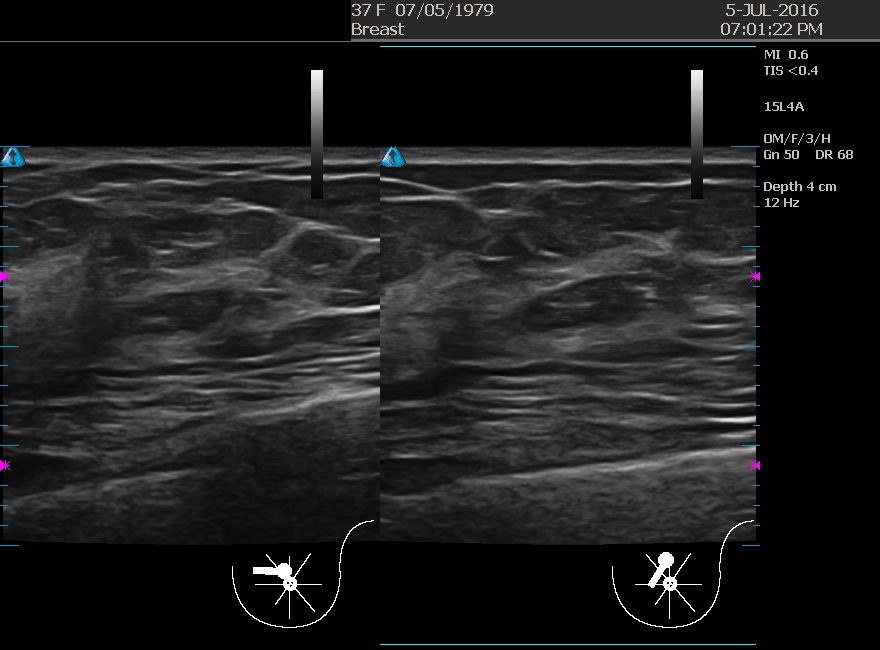 37 F 07/05/1979
5-JUL-2016
Breast
07:01:22 PM
MI 0.6
TIS <0.4
15L4A
OM/F/3/H
Gn 50 DR 68
Depth 4 cm
12 Hz